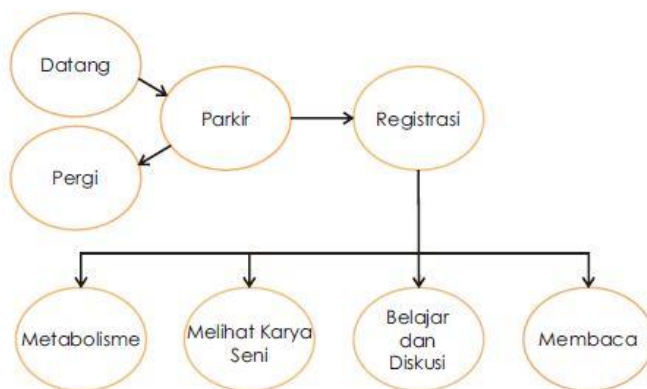 Datang
Parkir
Registrasi
Pergi
Metabolisme
Melihat Karya
Seni
Belajar
dan
Diskusi
Membaca